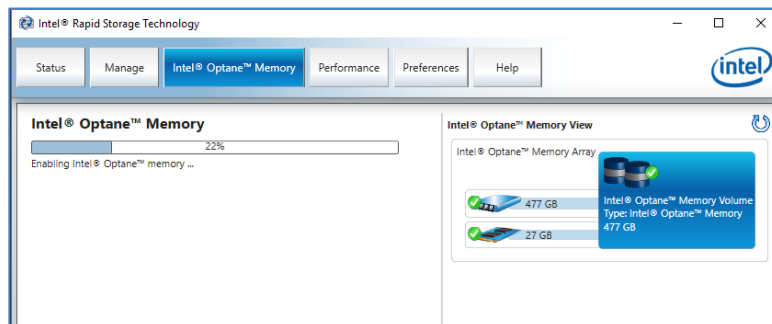 Intel® Rapid Storage Technology
Status
Manage
Intel® Optane™ Memory
Performance
Preferences
Help
intel
Intel® Optane™ Memory
22%
Enabling Intel® Optane™ memory ...
Intel® Optane™ Memory View
Intel® Optane™ Memory Array
477 GB
27 GB
Intel® Optane™ Memory Volume
Type: Intel® Optane™ Memory
477 GB